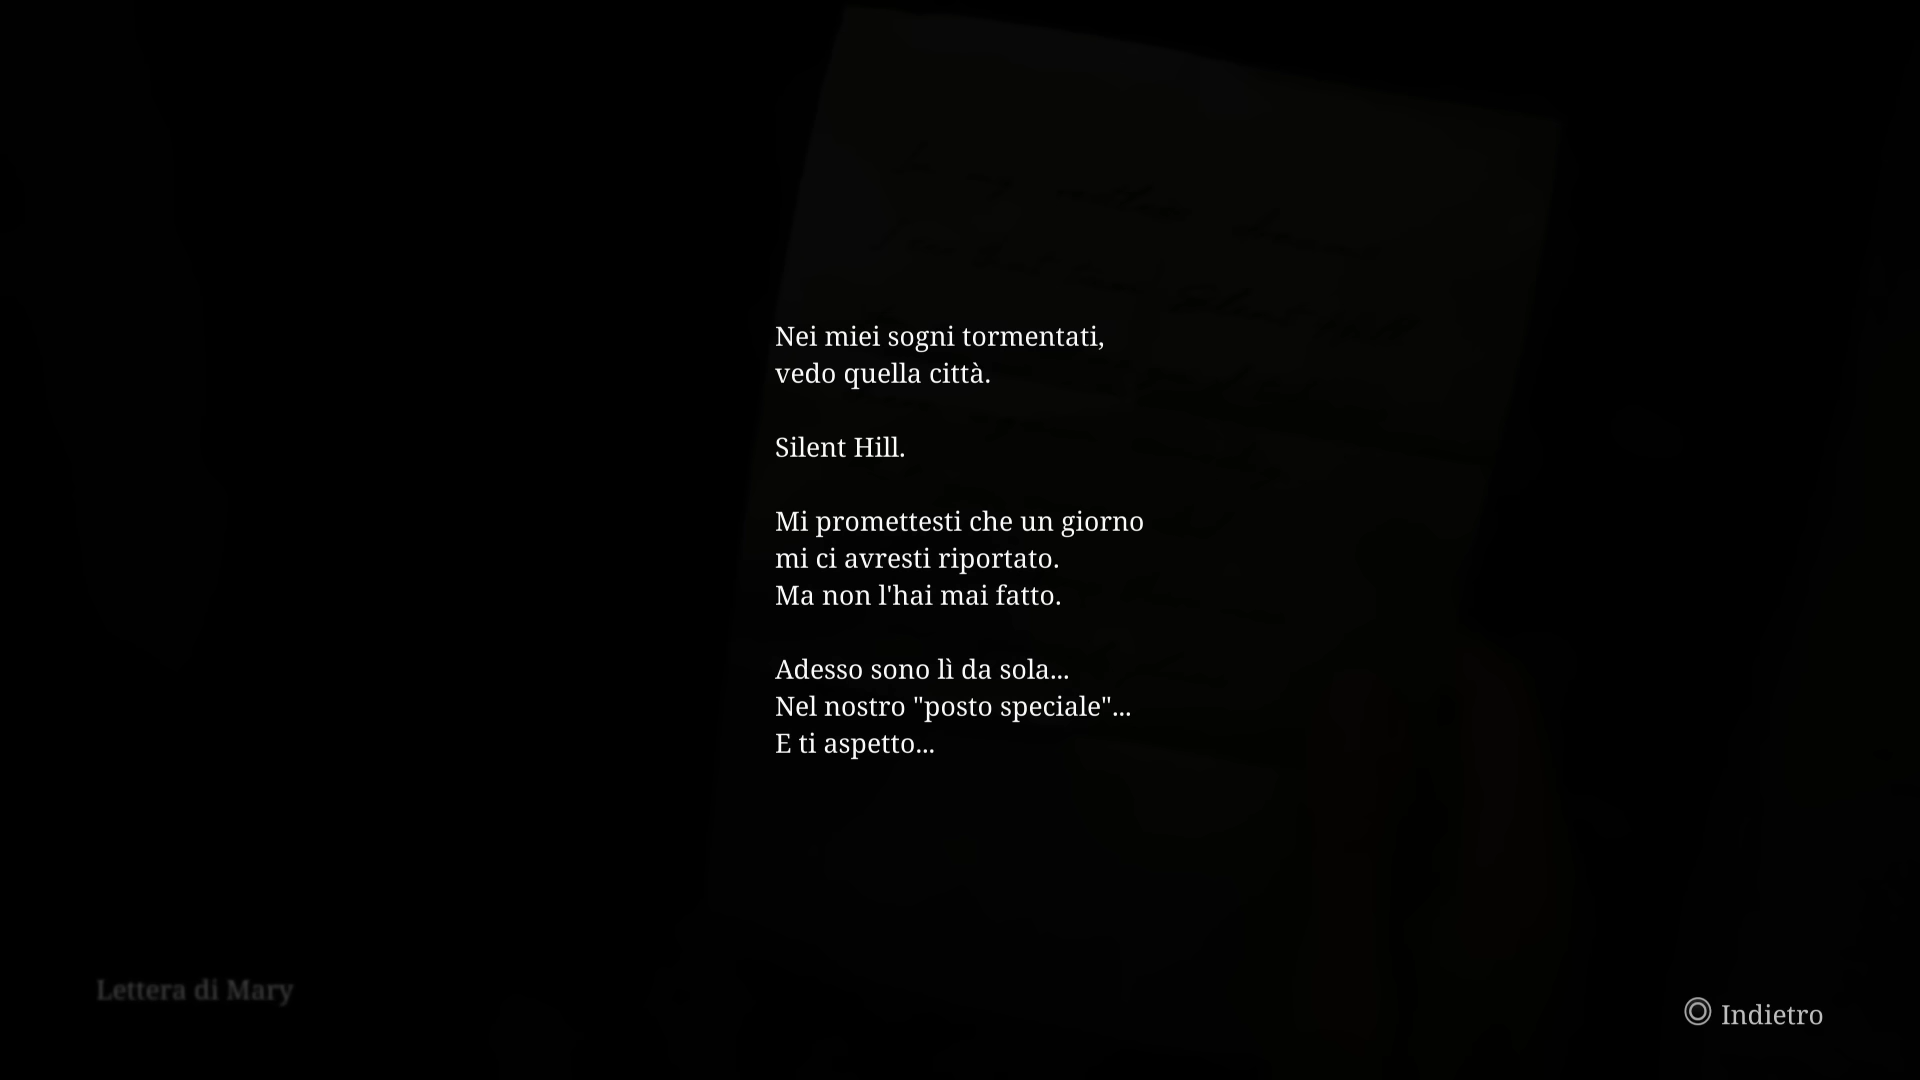 Nei miei sogni tormentati,
vedo quella città.
Silent Hill.
Mi promettesti che un giorno
mi ci avresti riportato.
Ma non l'hai mai fatto.
Adesso sono lì da sola...
Nel nostro "posto speciale"...
E ti aspetto...
Lettera di Mary
Indietro